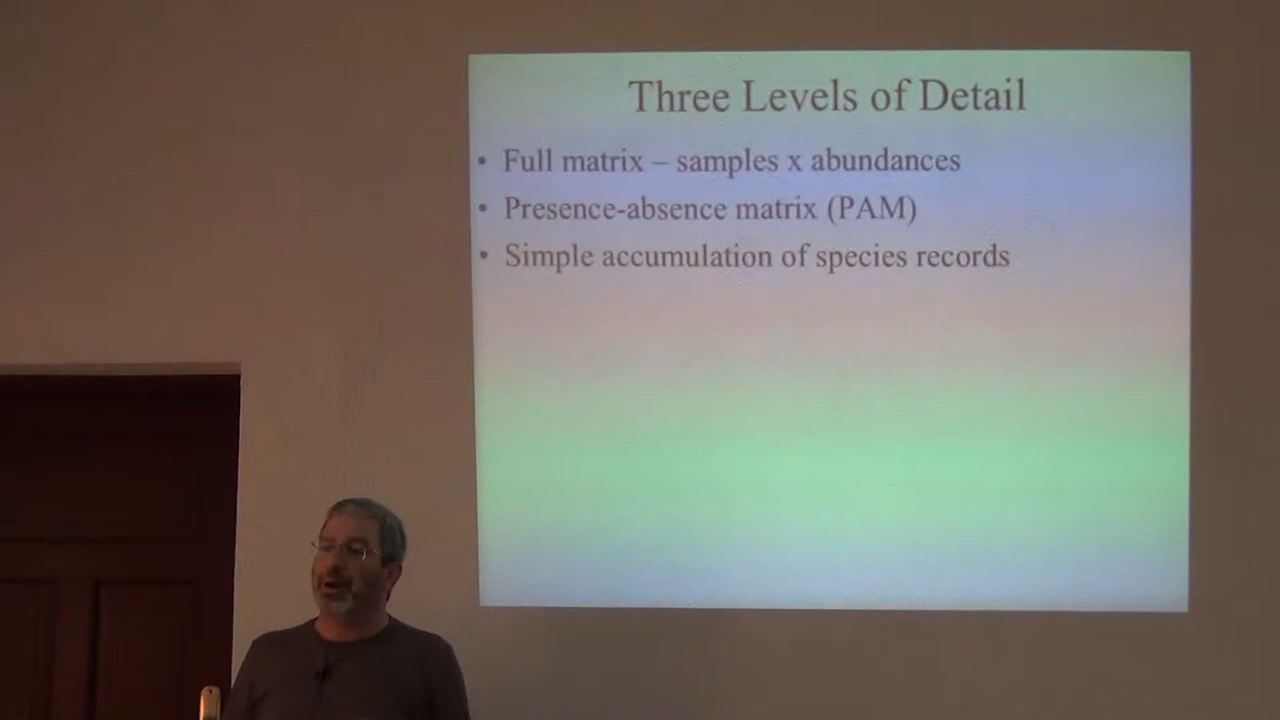 Three Levels of Detail
• Full matrix – samples x abundances
• Presence-absence matrix (PAM)
• Simple accumulation of species records